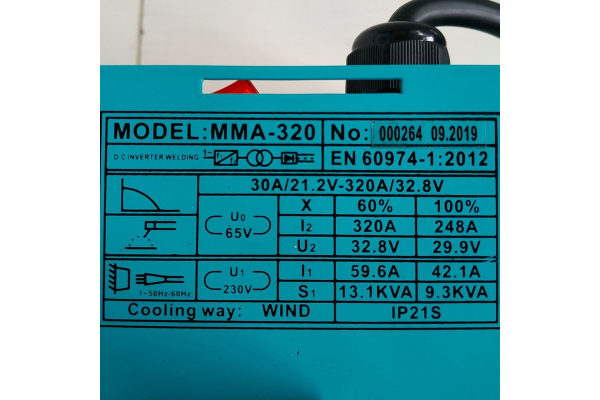 MODEL:MMA-320 No: 000264 09.2019
DC INVERTER WELDING 1~ EN 60974-1:2012
30A/21.2V-320A/32.8V
X 60% 100%
U0 65V I2 320A 248A
U2 32.8V 29.9V
1~50Hz/60Hz U1 230V I1 59.6A 42.1A
S1 13.1KVA 9.3KVA
Cooling way: WIND IP21S